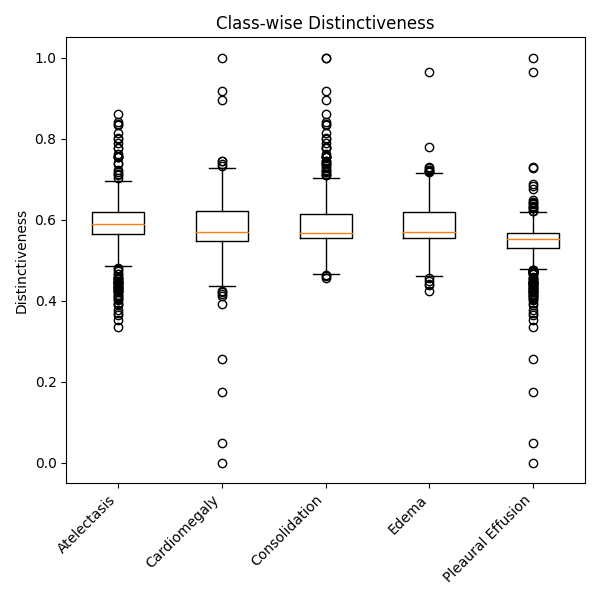 Class-wise Distinctiveness
Distinctiveness
1.0
0.8
0.6
0.4
0.2
0.0
Atelectasis
Cardiomegaly
Consolidation
Edema
Pleaural Effusion